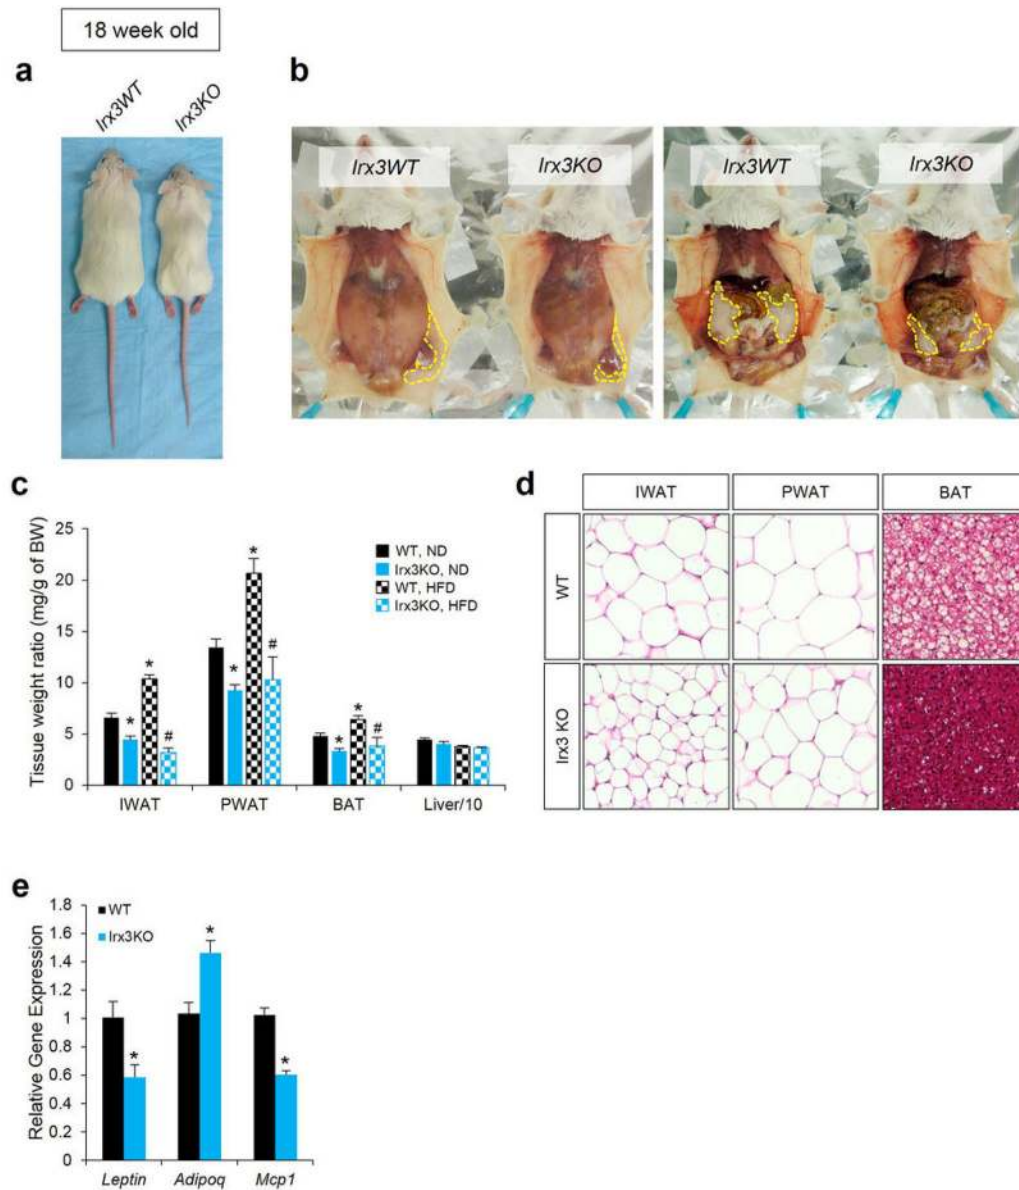 18 week old
a
Irx3WT
Irx3KO
b
Irx3WT
Irx3KO
Irx3WT
Irx3KO
c
Tissue weight ratio (mg/g of BW)
25
20
15
10
5
0
WT, ND
Irx3KO, ND
WT, HFD
Irx3KO, HFD
*
*
#
*
*
#
*
*
#
IWAT
PWAT
BAT
Liver/10
d
IWAT
PWAT
BAT
WT
Irx3 KO
e
Relative Gene Expression
1.8
1.6
1.4
1.2
1
0.8
0.6
0.4
0.2
0
WT
Irx3KO
*
*
*
Leptin
Adipoq
Mcp1